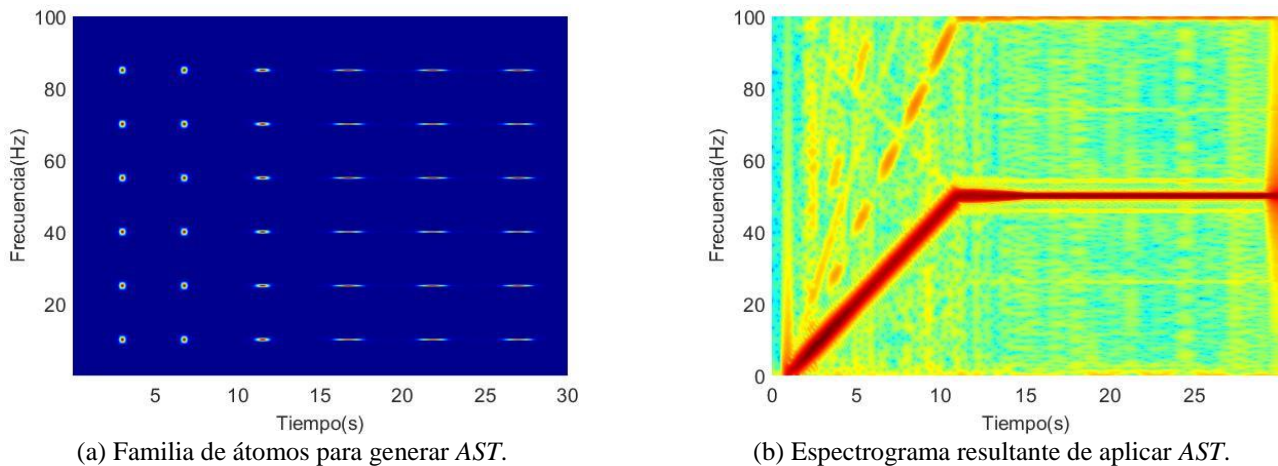 100
80
60
40
20
Frecuencia(Hz)
5 10 15 20 25 30
Tiempo(s)
(a) Familia de átomos para generar AST.
100
80
60
40
20
0
Frecuencia(Hz)
0 5 10 15 20 25
Tiempo(s)
(b) Espectrograma resultante de aplicar AST.